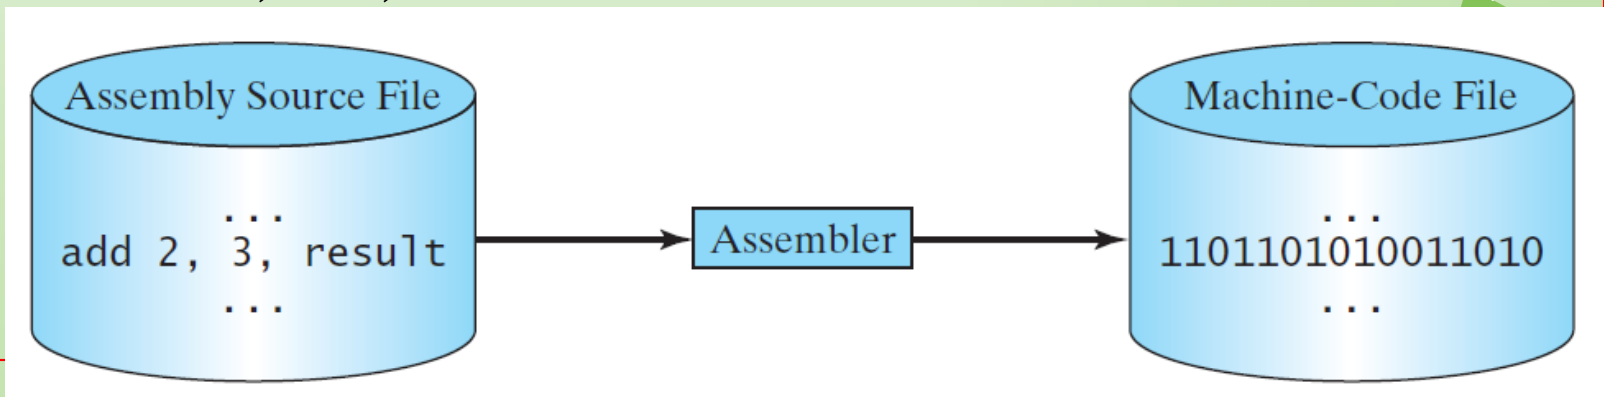 Assembly Source File
...
add 2, 3, result
...
Assembler
Machine-Code File
...
1101101010011010
...